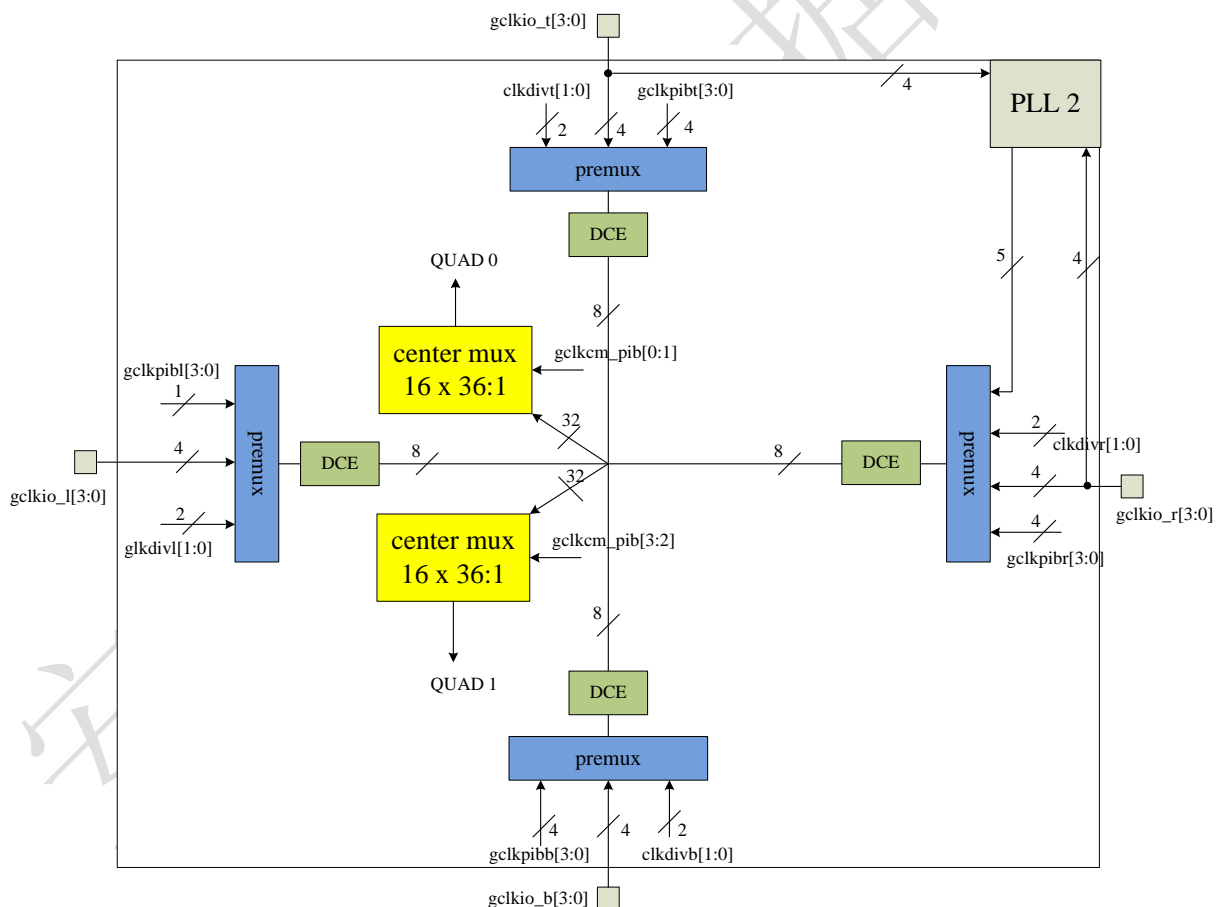 gclkio_t[3:0]
据
clkdivt[1:0]
gclkpibt[3:0]
4
PLL 2
2
4
4
premux
DCE
QUAD 0
5
4
8
center mux
16 x 36:1
gclkcm_pib[0:1]
gclkpibl[3:0]
1
32
2
clkdivr[1:0]
premux
DCE
4
8
8
DCE
premux
gclkio_l[3:0]
32
4
gclkio_r[3:0]
2
glkdivl[1:0]
center mux
16 x 36:1
gclkcm_pib[3:2]
4
gclkpibr[3:0]
8
QUAD 1
DCE
安
premux
4
4
2
gclkpibb[3:0]
clkdivb[1:0]
gclkio_b[3:0]